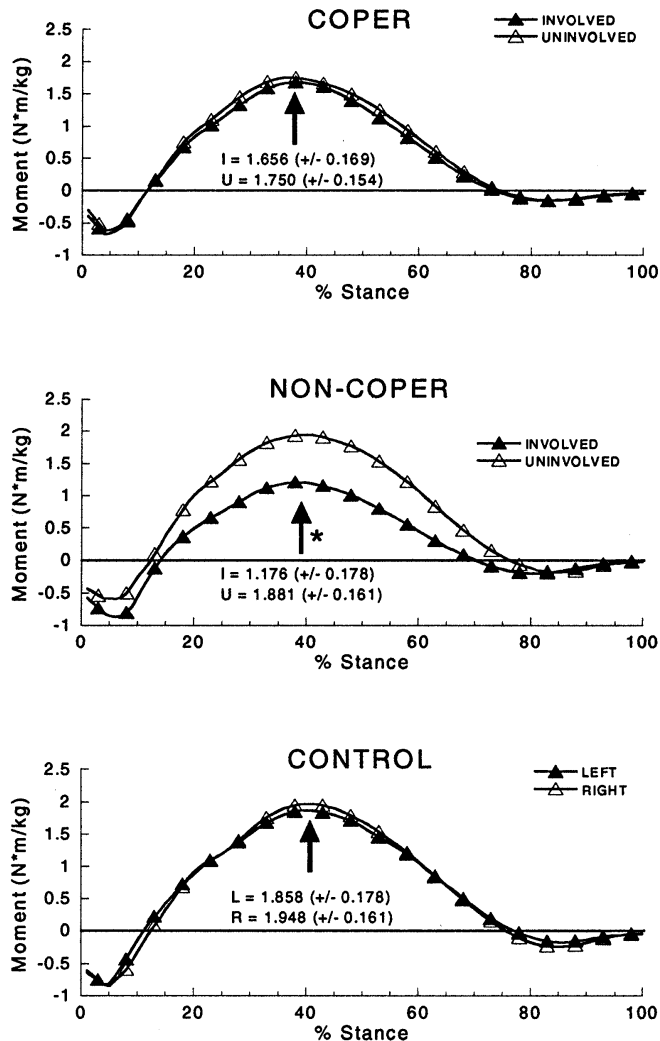 COPER
INVOLVED
UNINVOLVED
Moment (N*m/kg)
2.5
2
1.5
1
0.5
0
-0.5
-1
I = 1.656 (+/- 0.169)
U = 1.750 (+/- 0.154)
0 20 40 60 80 100
% Stance
NON-COPER
INVOLVED
UNINVOLVED
Moment (N*m/kg)
2.5
2
1.5
1
0.5
0
-0.5
-1
*
I = 1.176 (+/- 0.178)
U = 1.881 (+/- 0.161)
0 20 40 60 80 100
% Stance
CONTROL
LEFT
RIGHT
Moment (N*m/kg)
2.5
2
1.5
1
0.5
0
-0.5
-1
L = 1.858 (+/- 0.178)
R = 1.948 (+/- 0.161)
0 20 40 60 80 100
% Stance